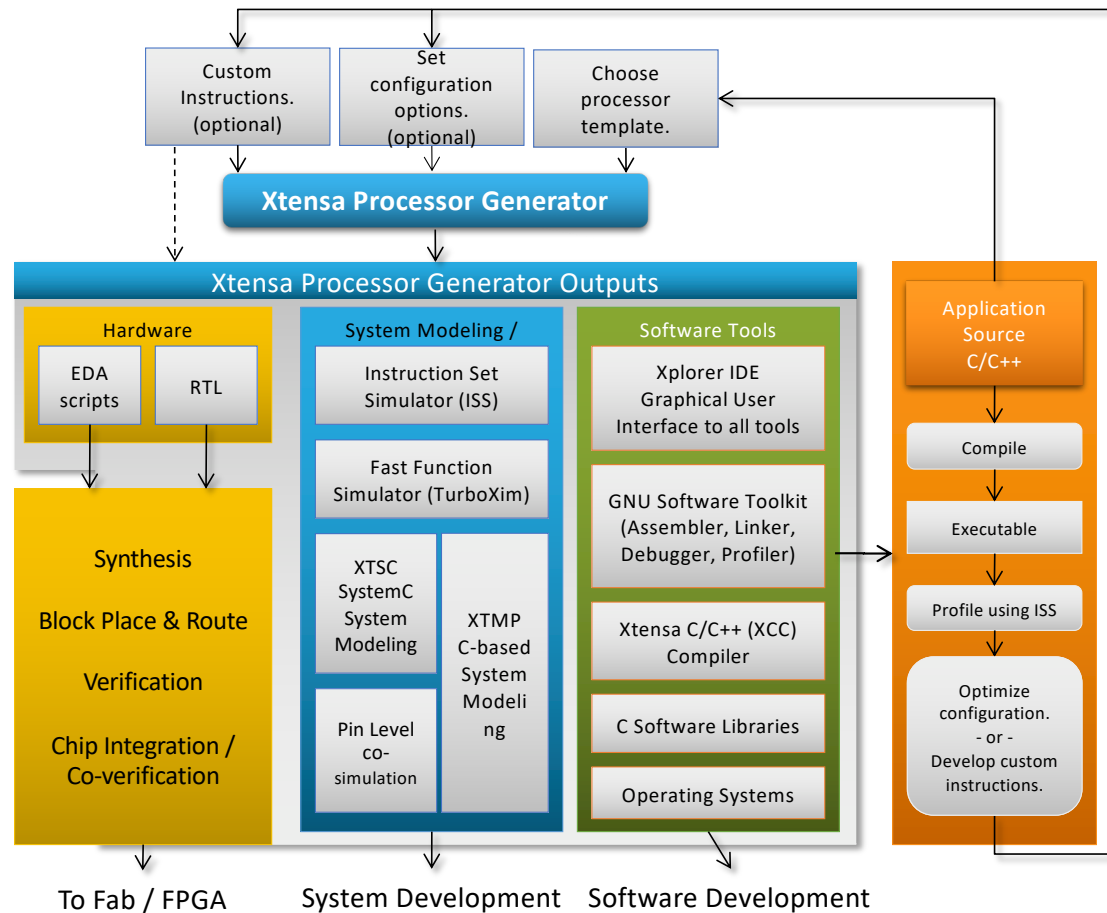 Custom
Instructions.
(optional)
Set
configuration
options.
(optional)
Choose
processor
template.
Xtensa Processor Generator
Xtensa Processor Generator Outputs
Hardware
EDA
scripts
RTL
Synthesis
Block Place & Route
Verification
Chip Integration /
Co-verification
To Fab / FPGA
System Modeling /
Instruction Set
Simulator (ISS)
Fast Function
Simulator (TurboXim)
XTSC
SystemC
System
Modeling
XTMP
C-based
System
Modeli
ng
Pin Level
co-
simulation
System Development
Software Tools
Xplorer IDE
Graphical User
Interface to all tools
GNU Software Toolkit
(Assembler, Linker,
Debugger, Profiler)
Xtensa C/C++ (XCC)
Compiler
C Software Libraries
Operating Systems
Software Development
Application
Source
C/C++
Compile
Executable
Profile using ISS
Optimize
configuration.
- or -
Develop custom
instructions.